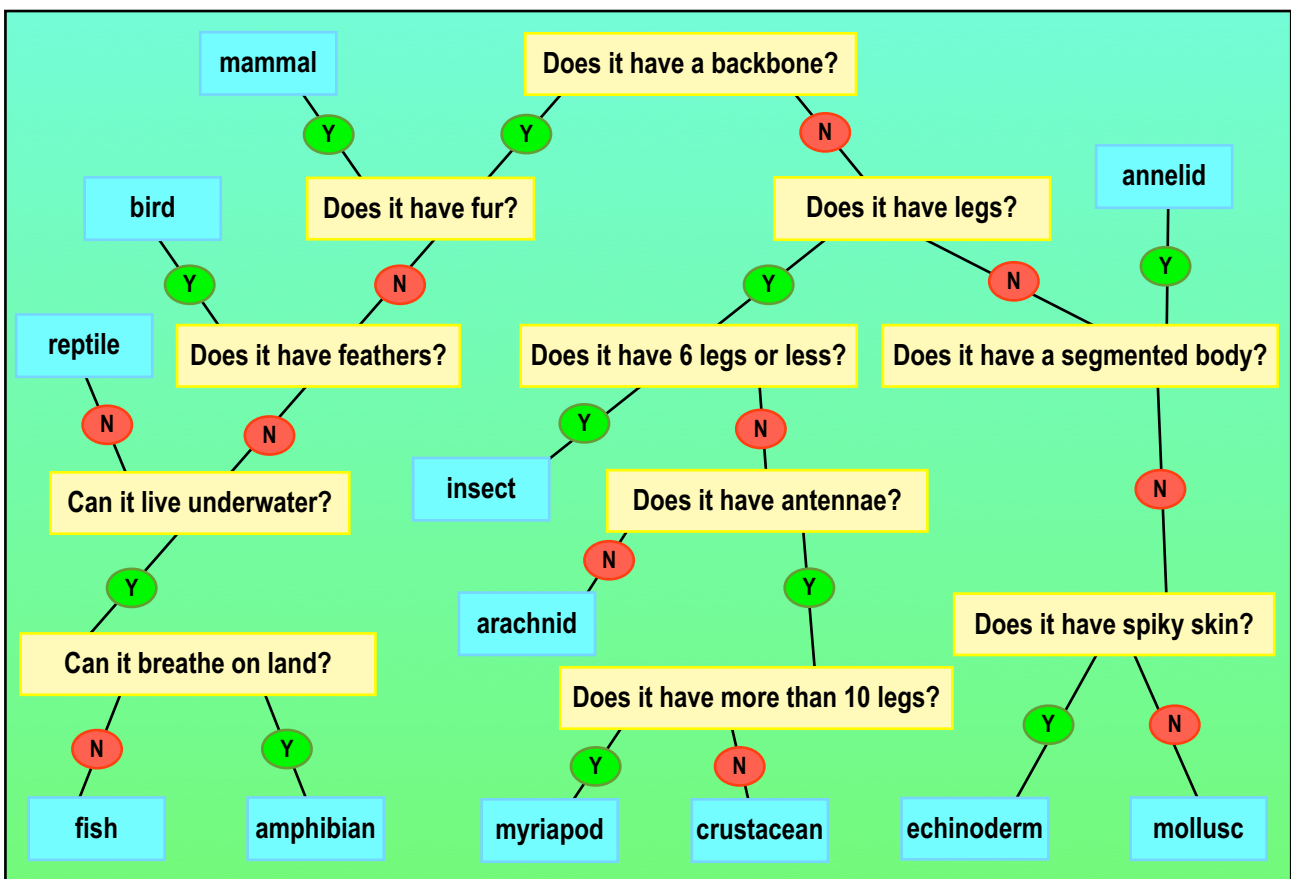 mammal
Does it have a backbone?
Y
Y
N
annelid
bird
Does it have fur?
Does it have legs?
Y
N
Y
N
Y
reptile
Does it have feathers?
Does it have 6 legs or less?
Does it have a segmented body?
N
N
Y
N
Can it live underwater?
insect
Does it have antennae?
N
Y
N
Y
arachnid
Does it have spiky skin?
Can it breathe on land?
Does it have more than 10 legs?
N
Y
Y
N
Y
N
fish
amphibian
myriapod
crustacean
echinoderm
mollusc